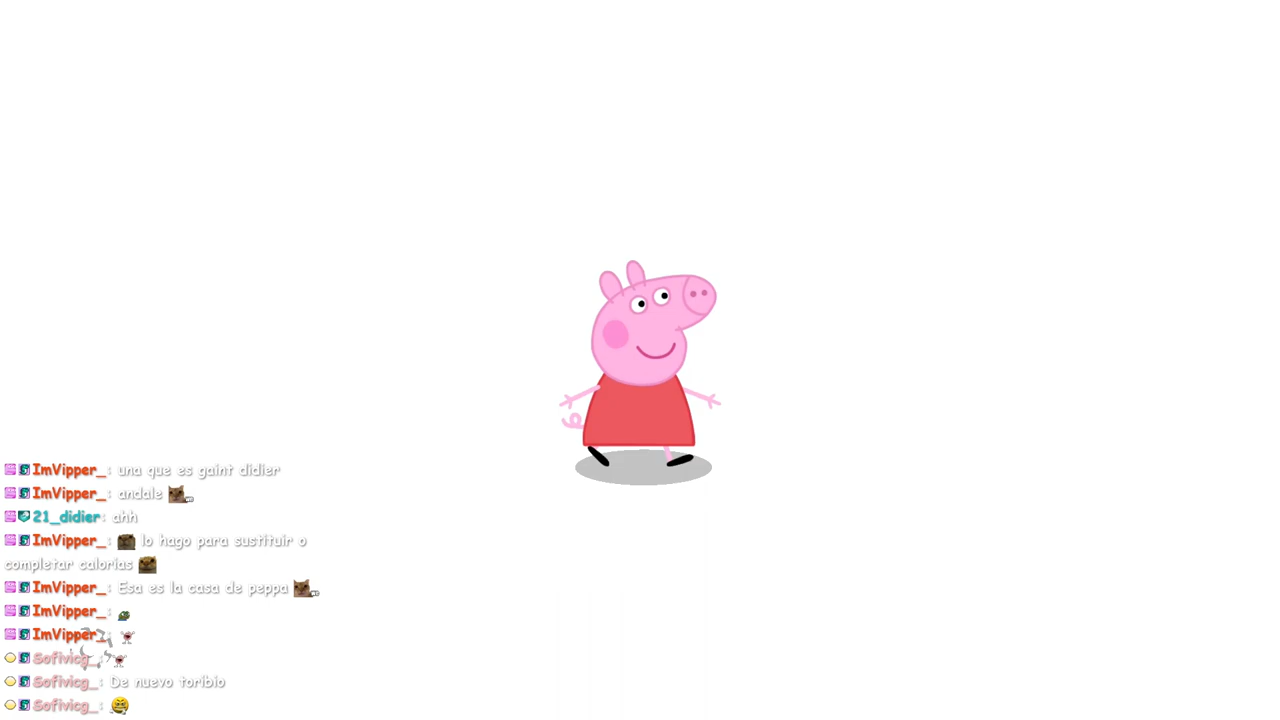 ImVipper_: una que es gaint didier
ImVipper_: andale
21_didier: ahh
ImVipper_: lo hago para sustituir o
completar calorias
ImVipper_: Esa es la casa de peppa
ImVipper_:
ImVipper_:
Sofivicg_:
Sofivicg_: De nuevo toribio
Sofivicg_: